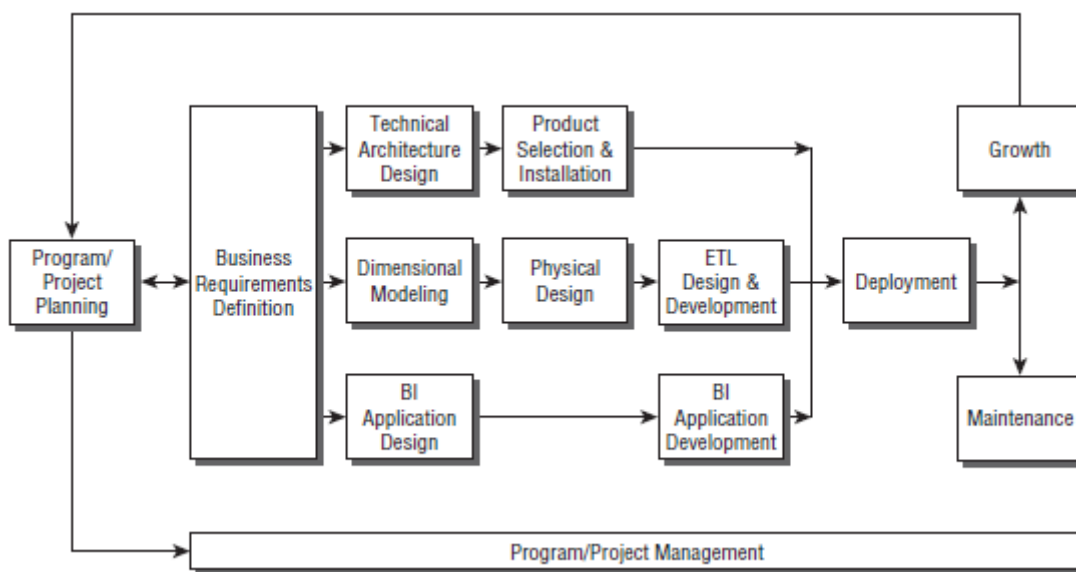 Program/
Project
Planning
Business
Requirements
Definition
Technical
Architecture
Design
Product
Selection &
Installation
Dimensional
Modeling
Physical
Design
ETL
Design &
Development
BI
Application
Design
BI
Application
Development
Deployment
Growth
Maintenance
Program/Project Management